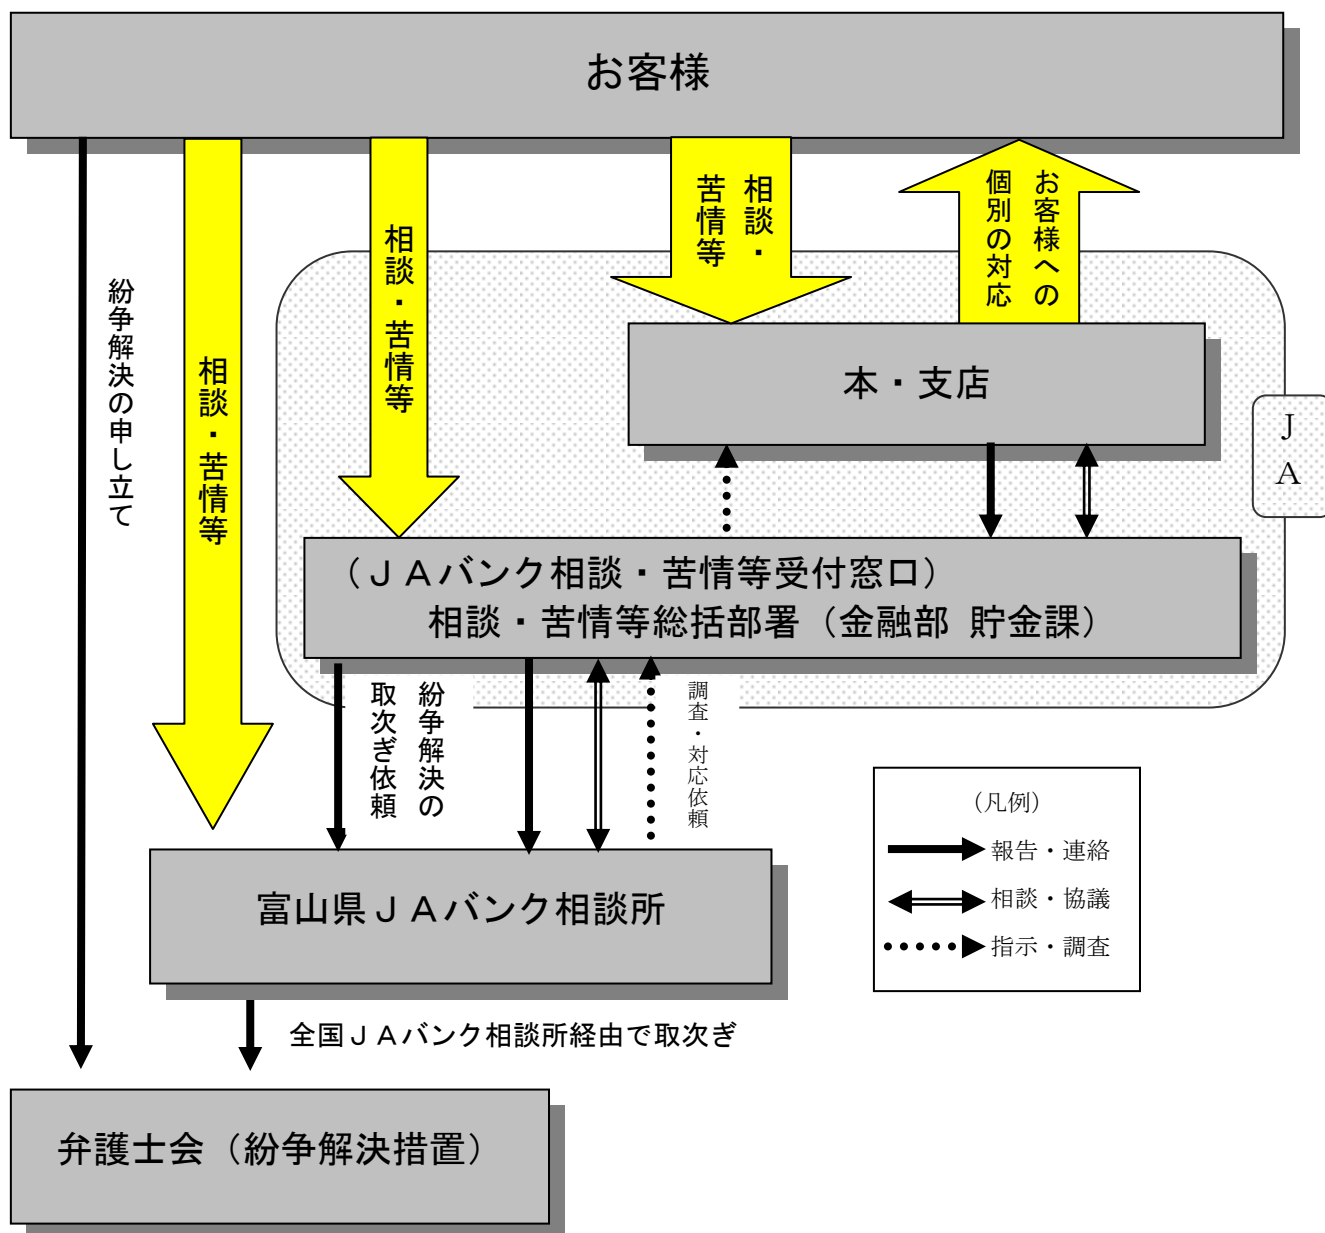 お客様
紛争解決の申し立て
相談・苦情等
相談・苦情等
相談・
苦情等
お客様への
個別の対応
本・支店
ＪＡ
（ＪＡバンク相談・苦情等受付窓口）
相談・苦情等総括部署（金融部 貯金課）
紛争解決の
取次ぎ依頼
調査・対応依頼
（凡例）
報告・連絡
相談・協議
指示・調査
富山県ＪＡバンク相談所
全国ＪＡバンク相談所経由で取次ぎ
弁護士会（紛争解決措置）